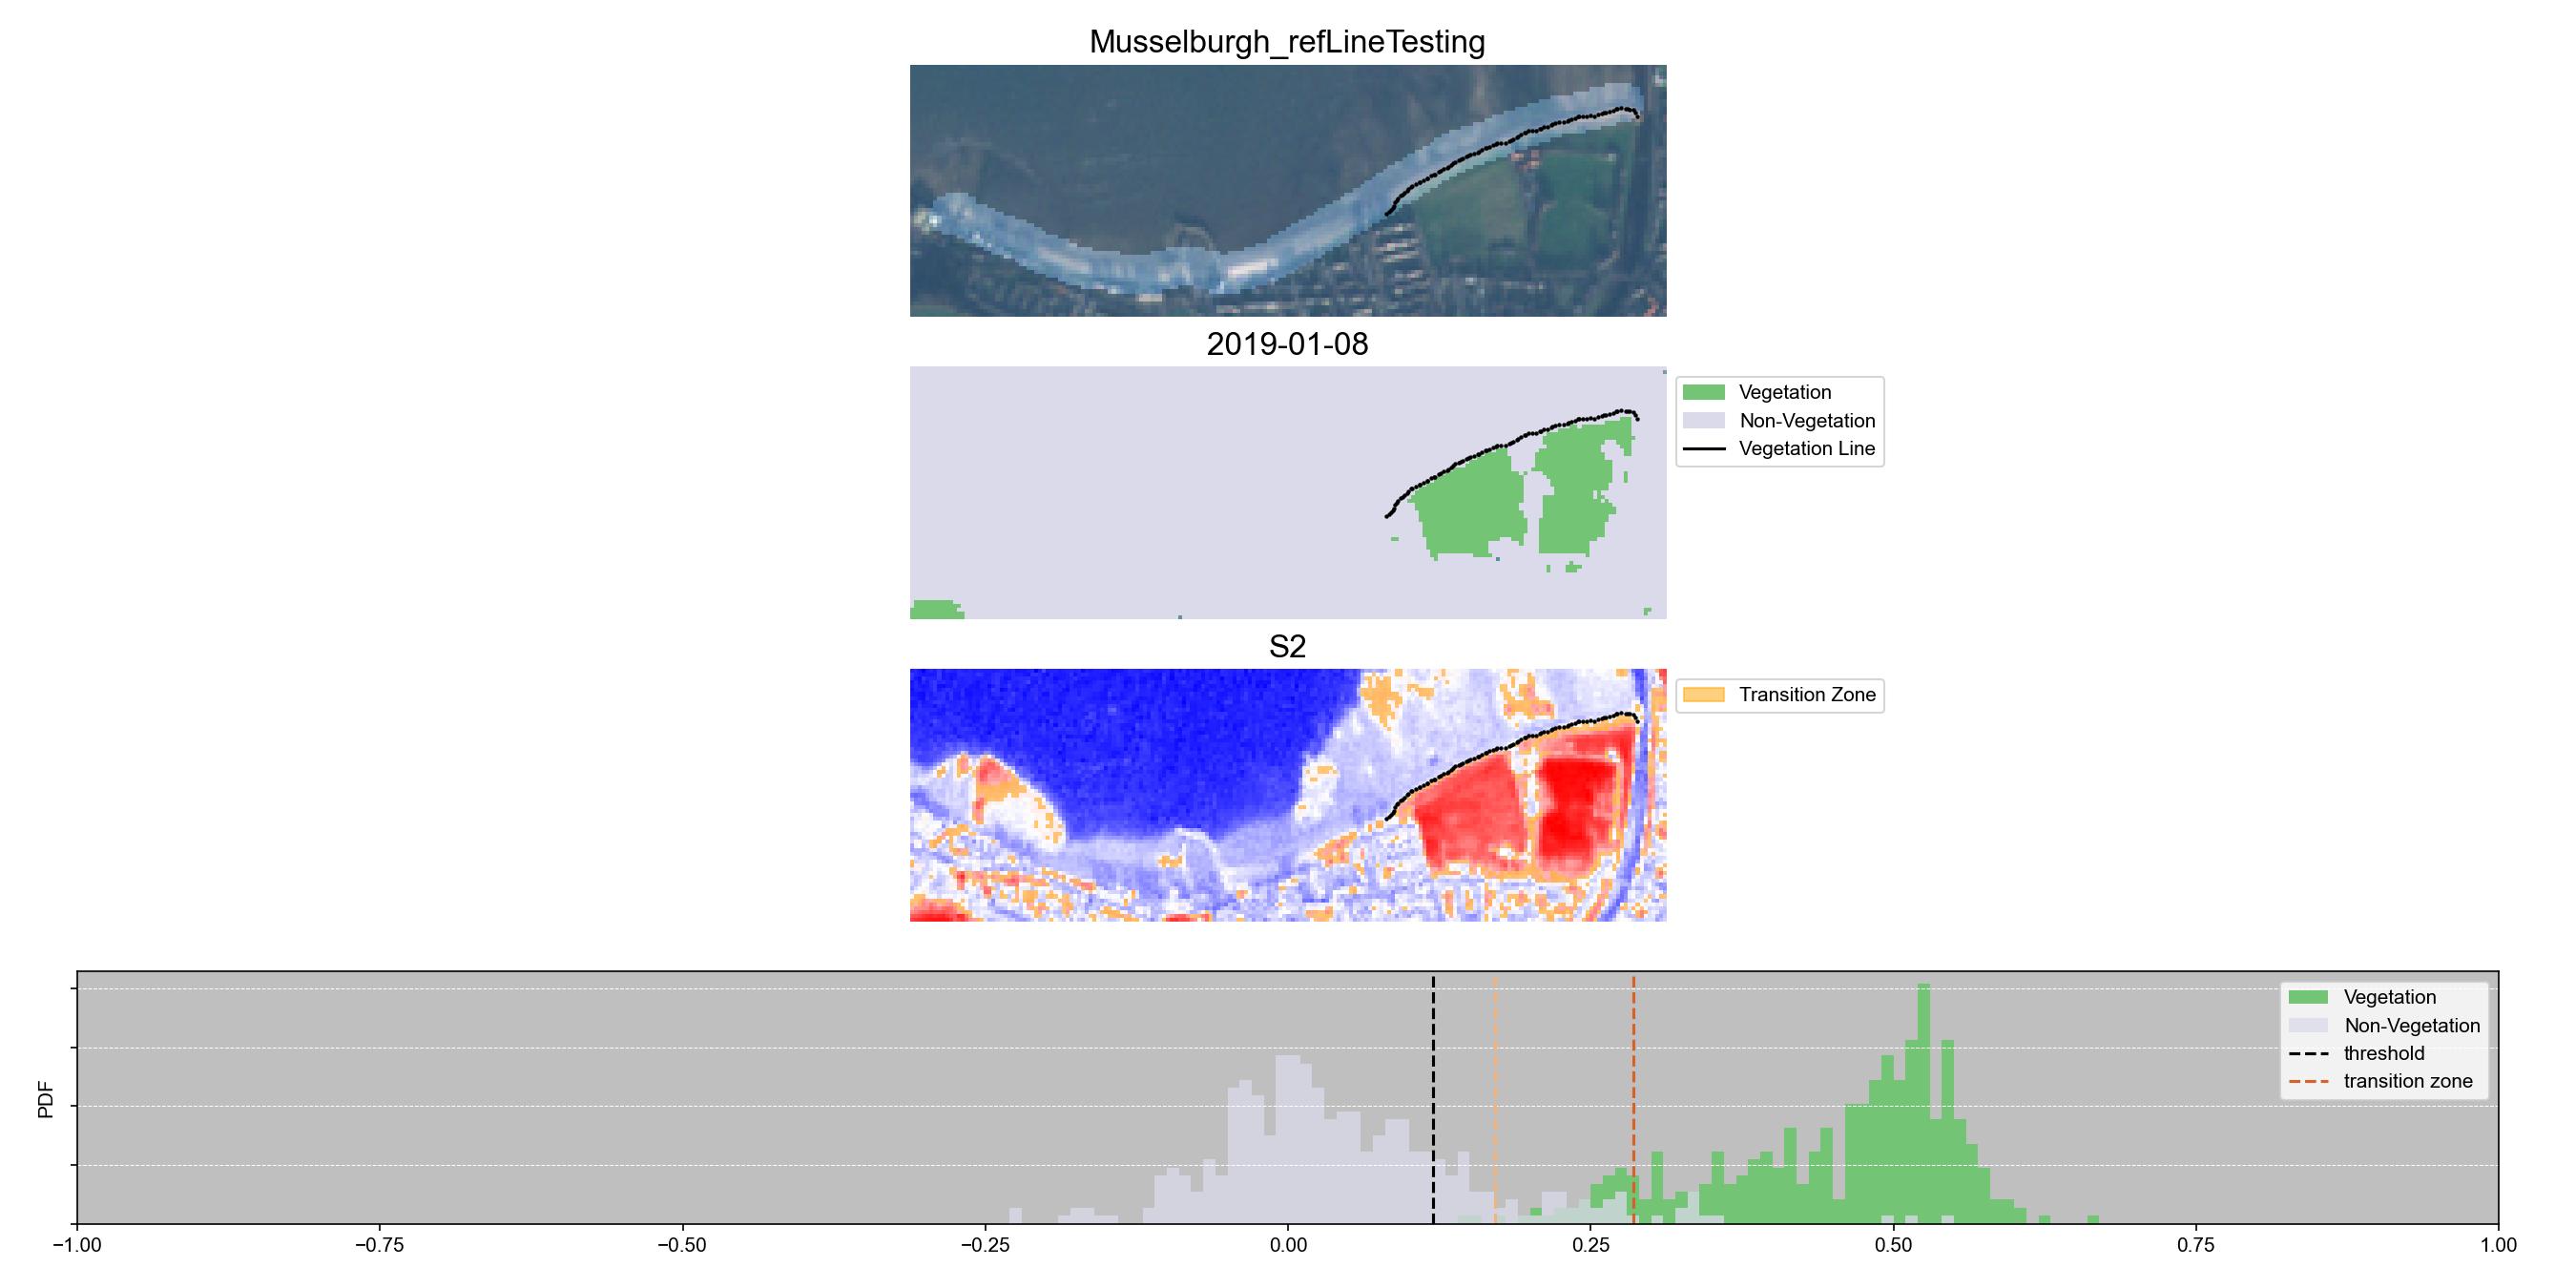 Musselburgh_refLineTesting
2019-01-08
Vegetation
Non-Vegetation
Vegetation Line
S2
Transition Zone
PDF
Vegetation
Non-Vegetation
threshold
transition zone
−1.00 −0.75 −0.50 −0.25 0.00 0.25 0.50 0.75 1.00